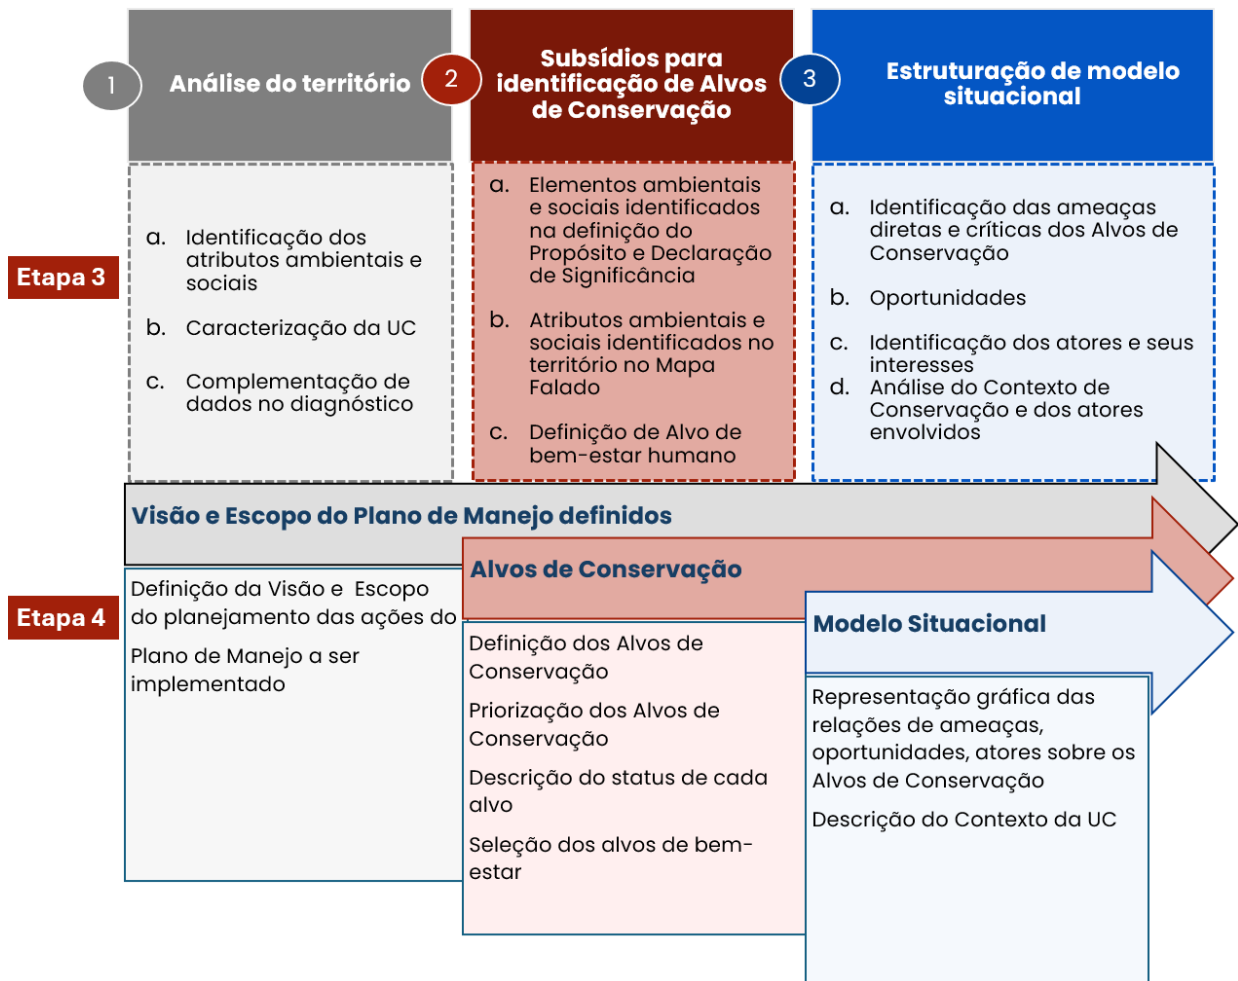 1
Análise do território
2
Subsídios para
identificação de Alvos
de Conservação
3
Estruturação de modelo
situacional
Etapa 3
a. Identificação dos
atributos ambientais e
sociais
b. Caracterização da UC
c. Complementação de
dados no diagnóstico
a. Elementos ambientais
e sociais identificados
na definição do
Propósito e Declaração
de Significância
b. Atributos ambientais e
sociais identificados no
território no Mapa
Falado
c. Definição de Alvo de
bem-estar humano
a. Identificação das ameaças
diretas e críticas dos Alvos de
Conservação
b. Oportunidades
c. Identificação dos atores e seus
interesses
d. Análise do Contexto de
Conservação e dos atores
envolvidos
Etapa 4
Visão e Escopo do Plano de Manejo definidos
Definição da Visão e Escopo
do planejamento das ações do
Plano de Manejo a ser
implementado
Alvos de Conservação
Definição dos Alvos de
Conservação
Priorização dos Alvos de
Conservação
Descrição do status de cada
alvo
Seleção dos alvos de bem-
estar
Modelo Situacional
Representação gráfica das
relações de ameaças,
oportunidades, atores sobre os
Alvos de Conservação
Descrição do Contexto da UC